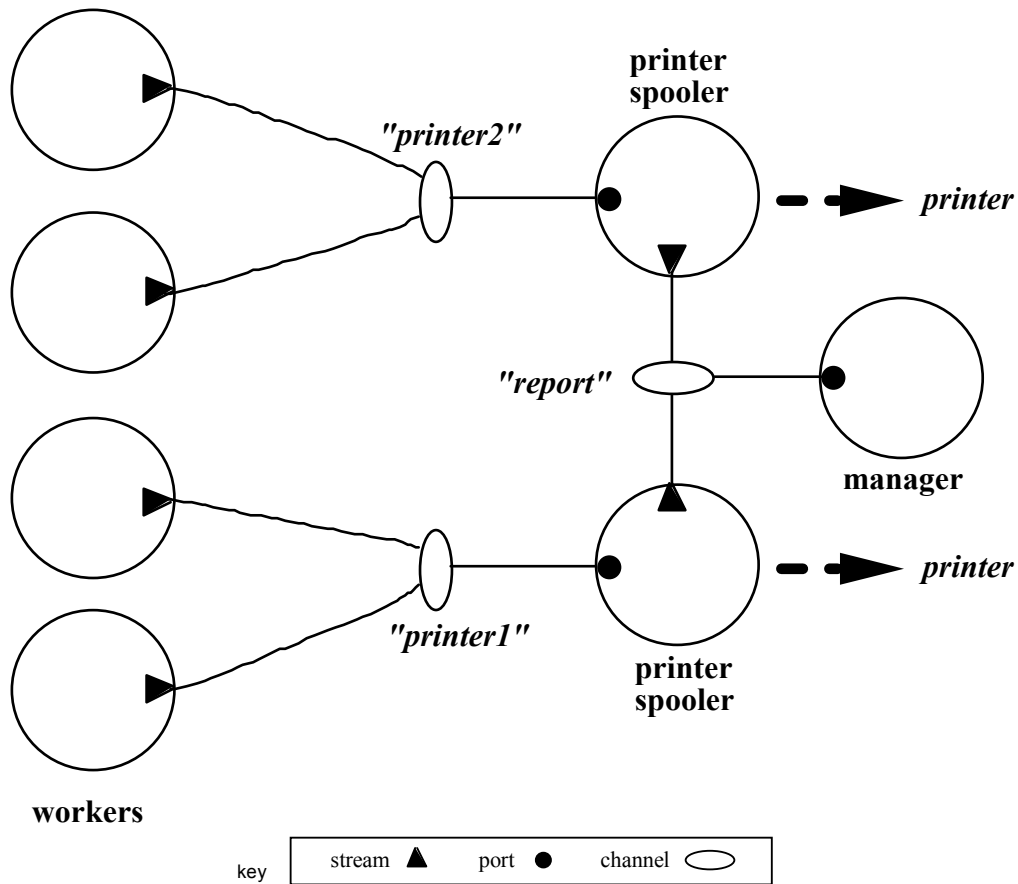 printer
spooler
"printer2"
printer
"report"
manager
printer
"printer1"
printer
spooler
workers
key
stream
port
channel